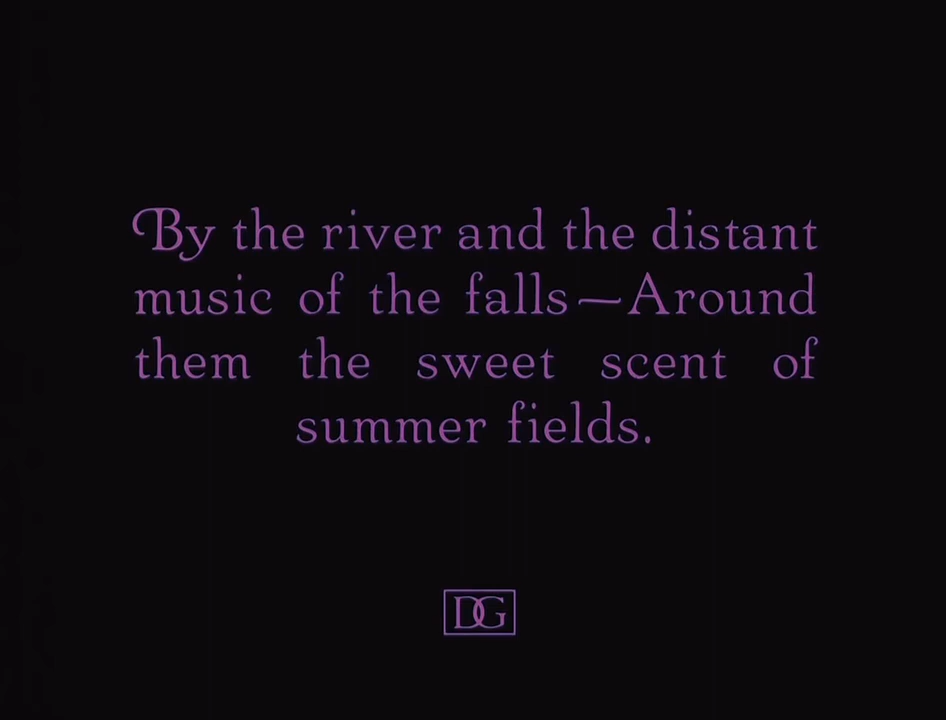 By the river and the distant
music of the falls—Around
them the sweet scent of
summer fields.
DG